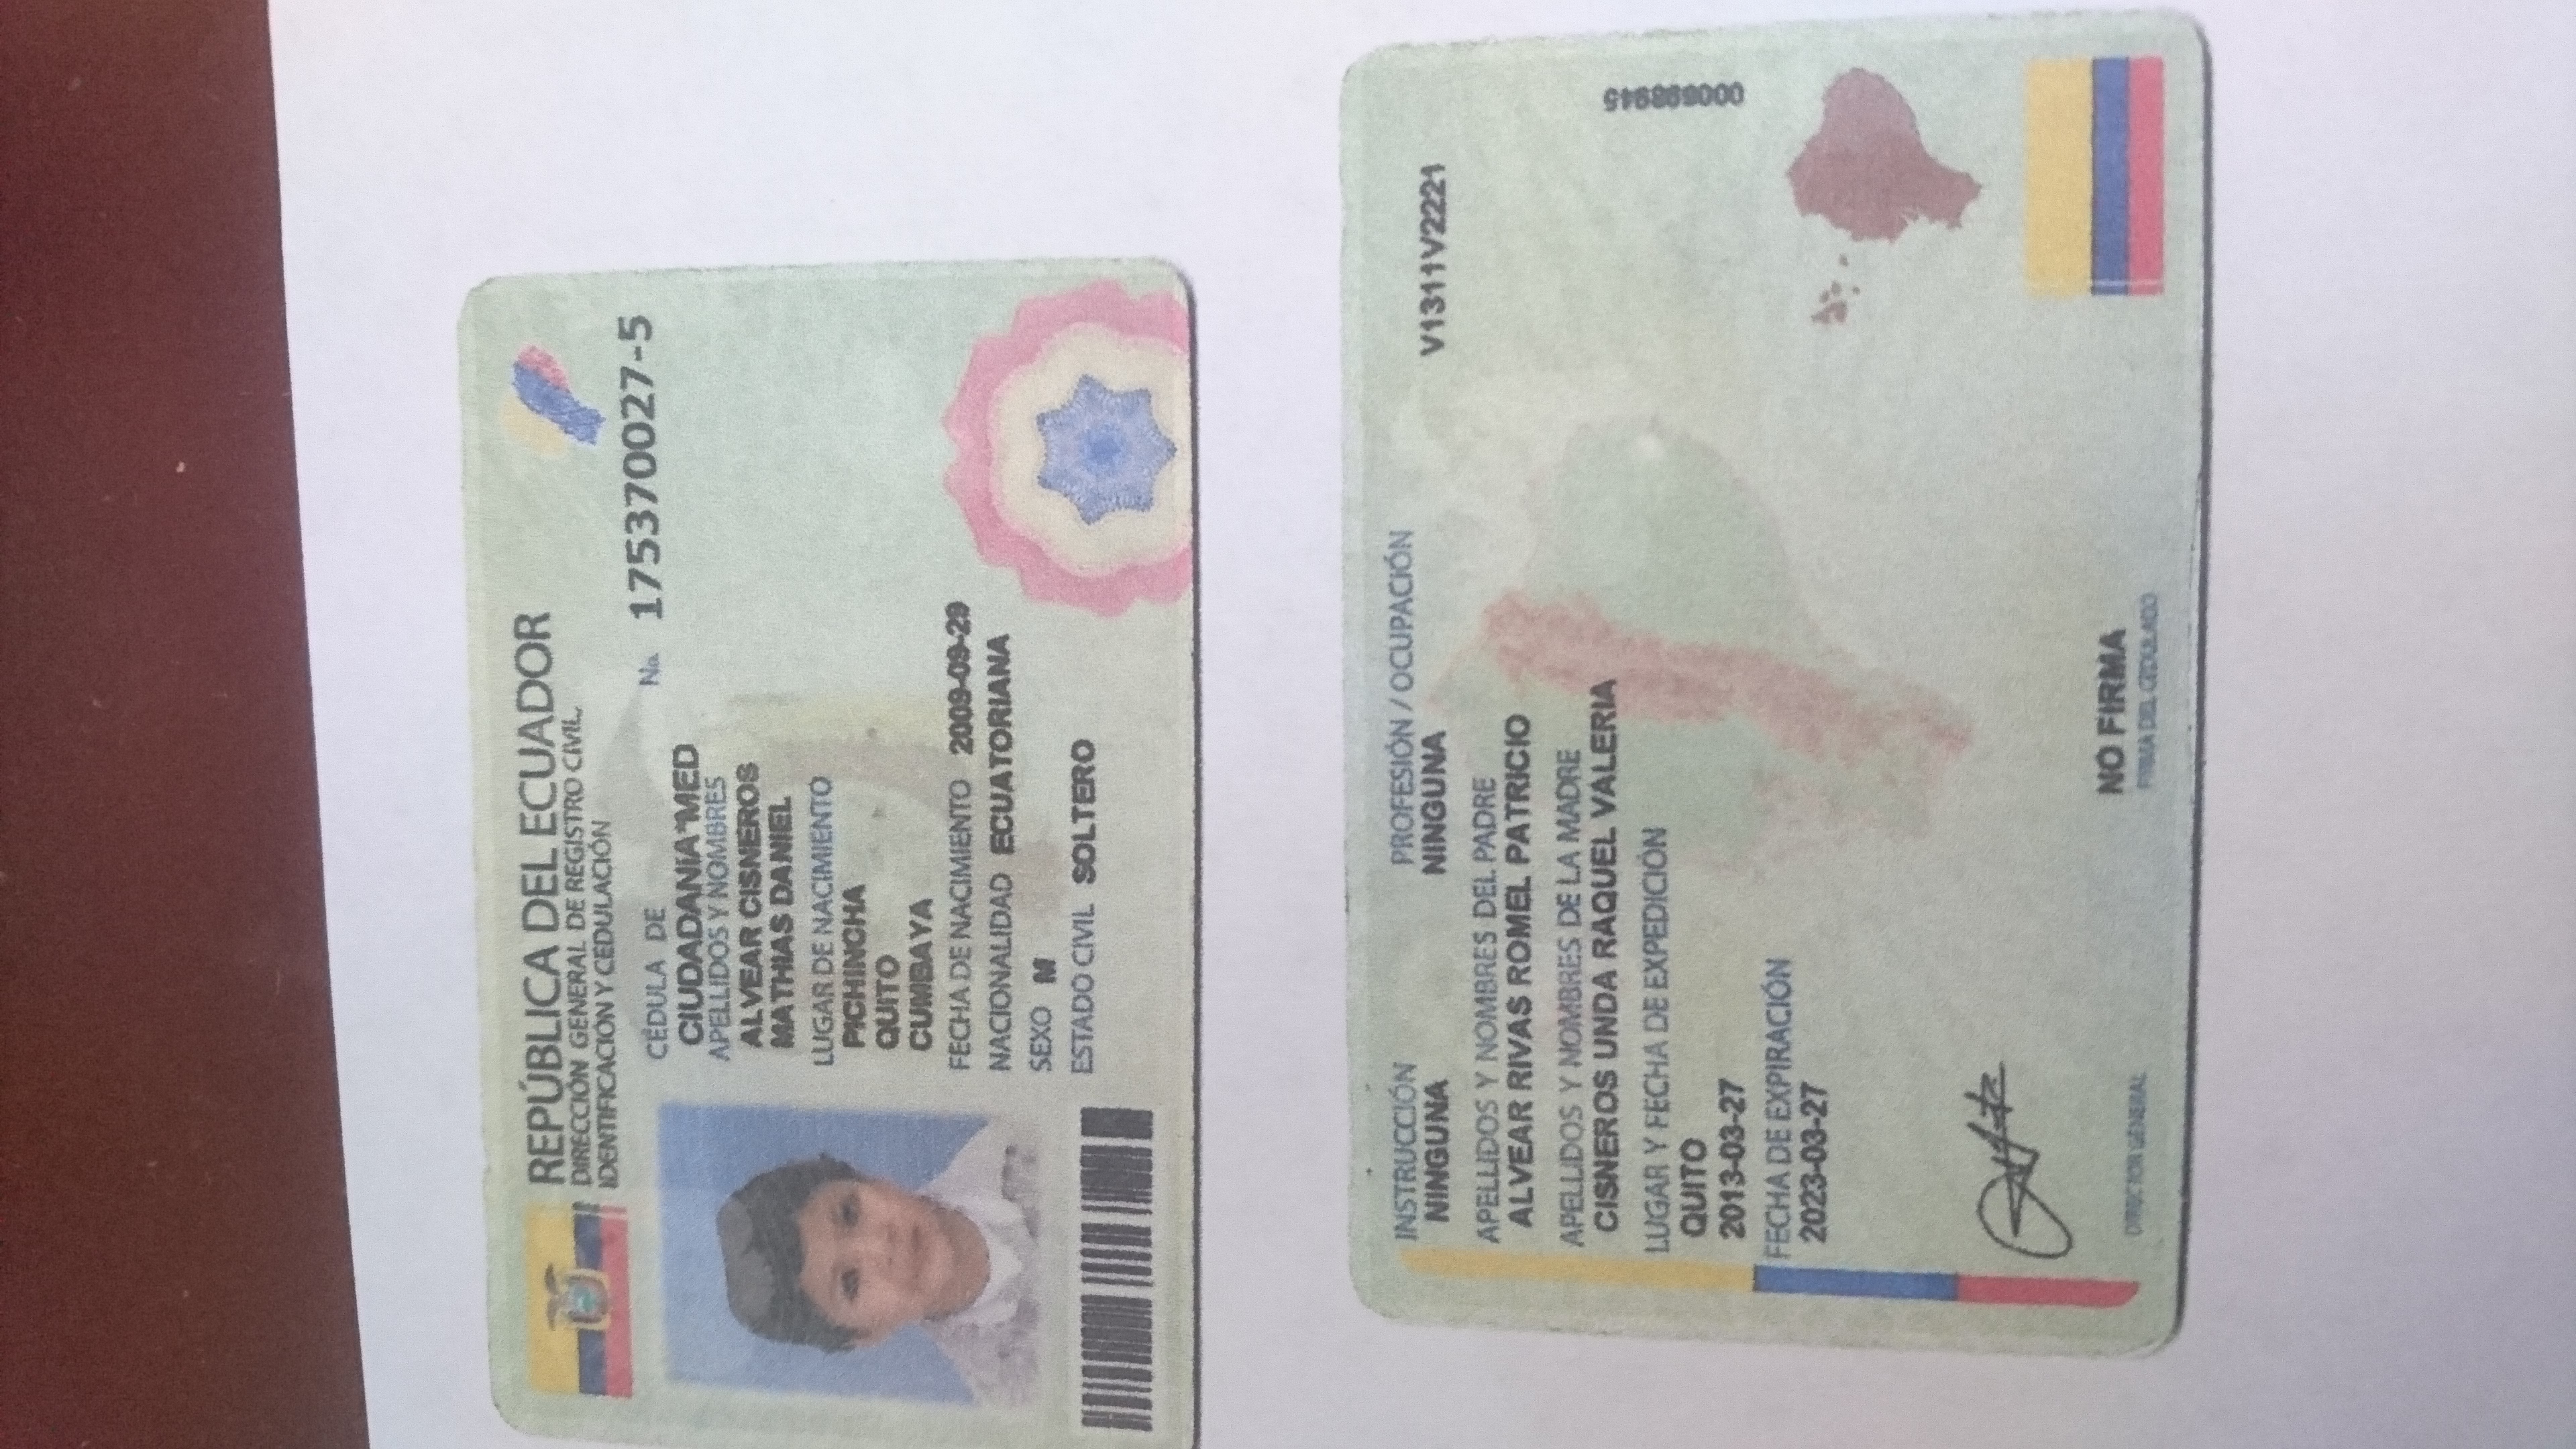 REPÚBLICA DEL ECUADOR
DIRECCIÓN GENERAL DE REGISTRO CIVIL,
IDENTIFICACIÓN Y CEDULACIÓN
CÉDULA DE No. 175370027-5
CIUDADANÍA*MED
APELLIDOS Y NOMBRES
ALVEAR CISNEROS
MATHIAS DANIEL
LUGAR DE NACIMIENTO
PICHINCHA
QUITO
CUMBAYA
FECHA DE NACIMIENTO 2009-09-29
NACIONALIDAD ECUATORIANA
SEXO M
ESTADO CIVIL SOLTERO
INSTRUCCIÓN PROFESIÓN / OCUPACIÓN
NINGUNA NINGUNA V1311V2221
APELLIDOS Y NOMBRES DEL PADRE
ALVEAR RIVAS ROMEL PATRICIO
APELLIDOS Y NOMBRES DE LA MADRE
CISNEROS UNDA RAQUEL VALERIA
LUGAR Y FECHA DE EXPEDICIÓN
QUITO
2013-03-27
FECHA DE EXPIRACIÓN
2023-03-27
NO FIRMA
DIRECTOR GENERAL FIRMA DEL CEDULADO